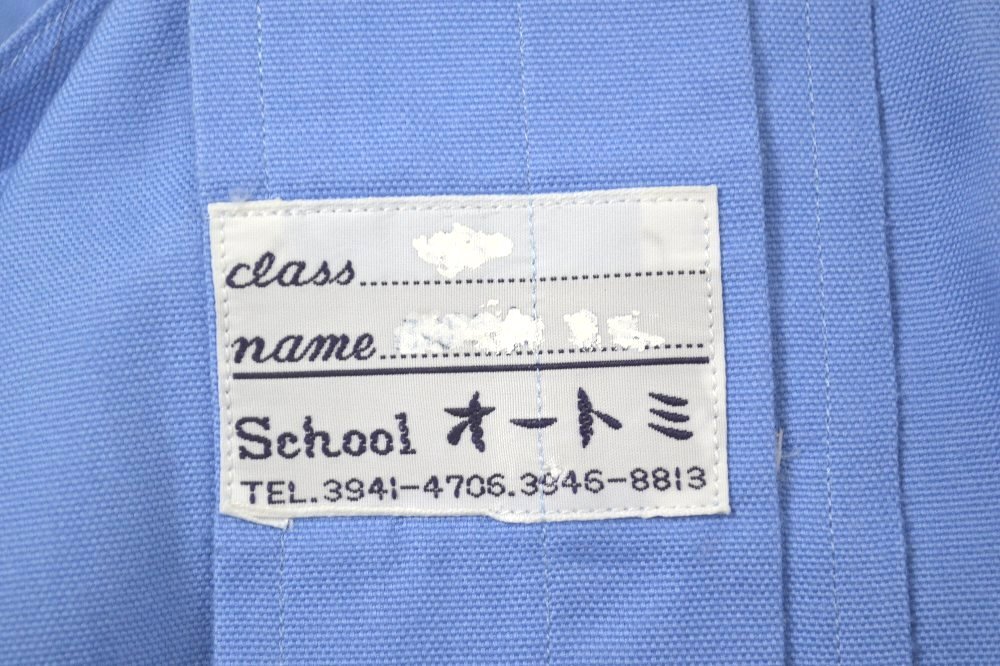 class
name
School オートミ
TEL.3941-4706.3946-8813